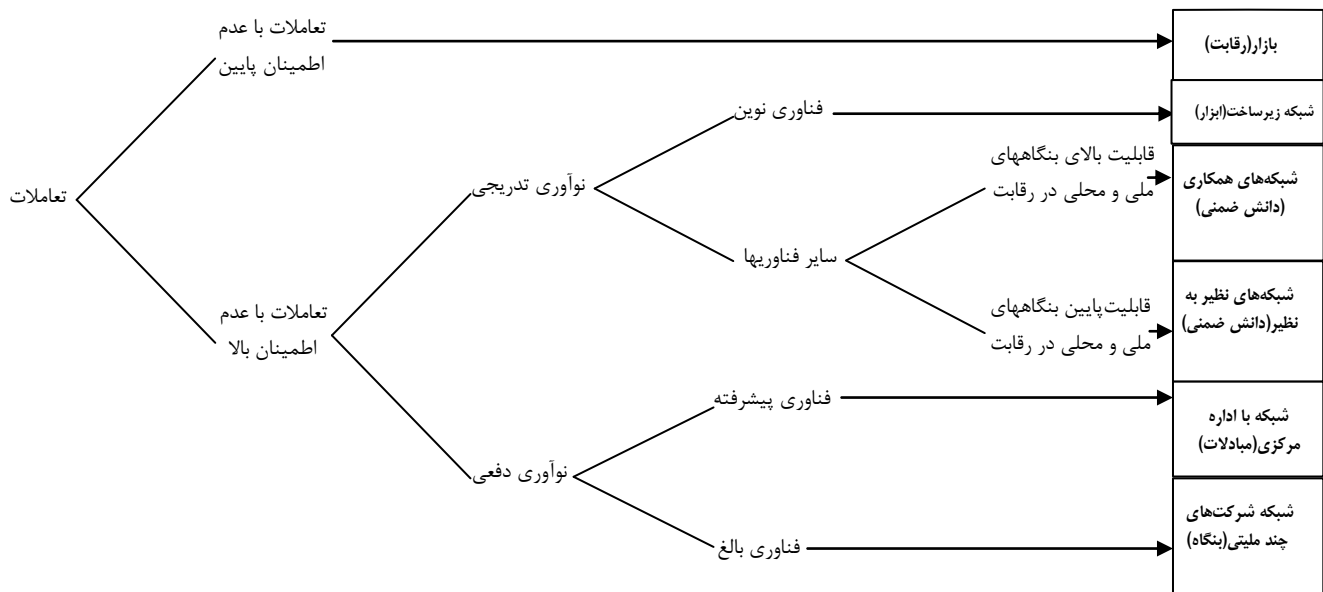 تعاملات
تعاملات با عدم
اطمینان پایین
تعاملات با عدم
اطمینان بالا
نوآوری تدریجی
نوآوری دفعی
فناوری نوین
سایر فناوریها
فناوری پیشرفته
فناوری بالغ
قابلیت بالای بنگاههای
ملی و محلی در رقابت
قابلیت‌پایین بنگاههای
ملی و محلی در رقابت
بازار(رقابت)
شبکه زیرساخت(ابزار)
شبکه‌های همکاری
(دانش ضمنی)
شبکه‌های نظیر به
نظیر(دانش ضمنی)
شبکه با اداره
مرکزی(مبادلات)
شبکه شرکت‌های
چند ملیتی(بنگاه)